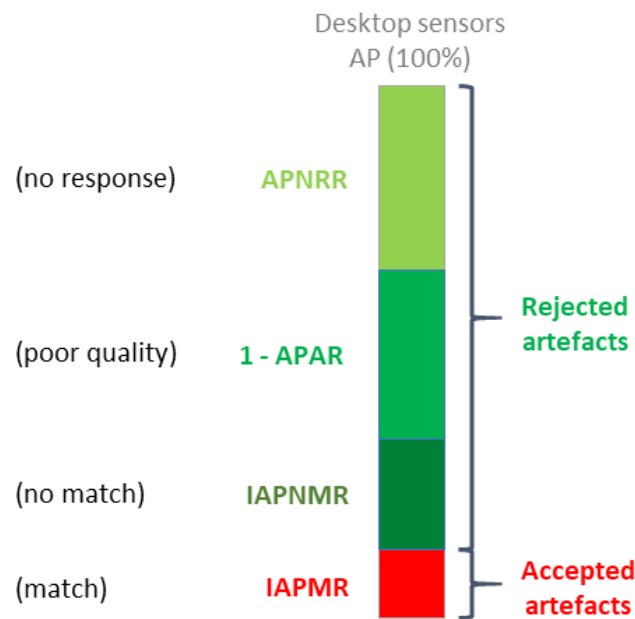 Desktop sensors
AP (100%)
(no response) APNRR
Rejected
artefacts
(poor quality) 1 - APAR
(no match) IAPNMR
(match) IAPMR
Accepted
artefacts